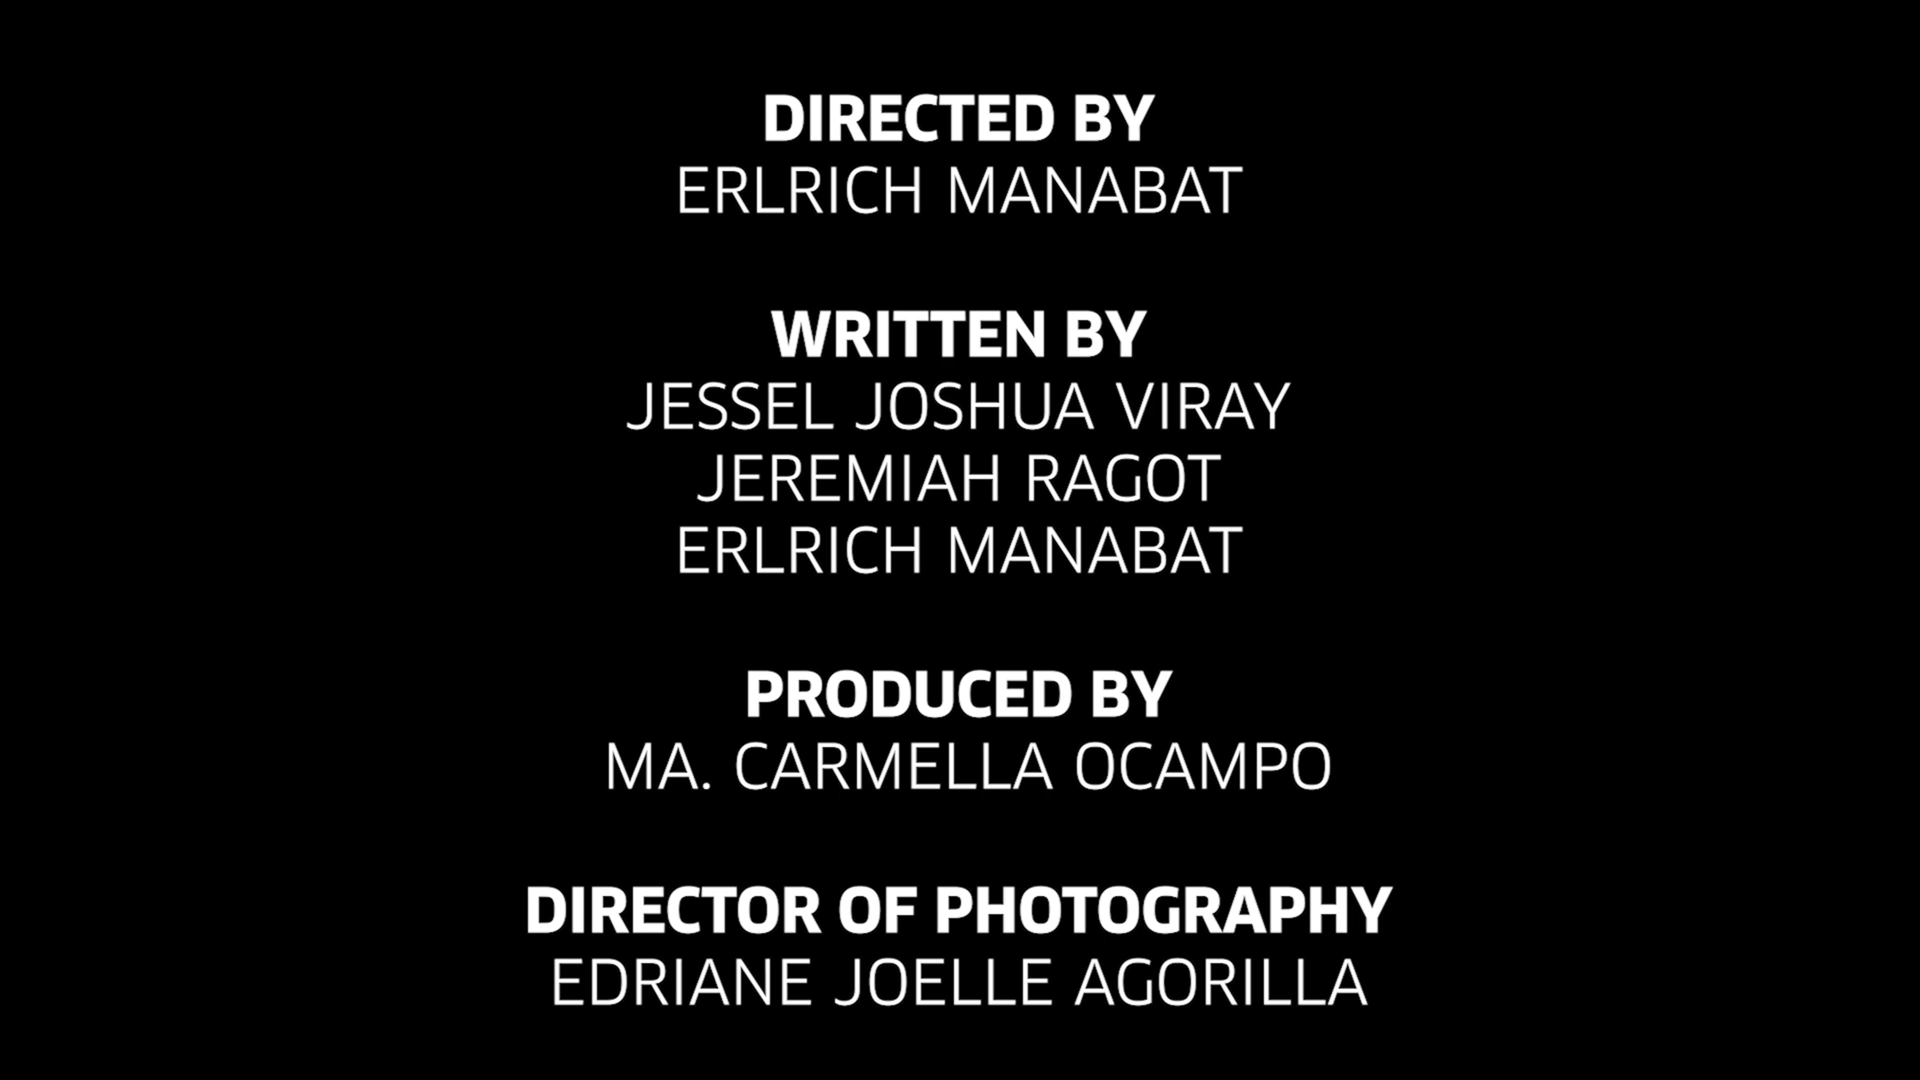 DIRECTED BY
ERLRICH MANABAT
WRITTEN BY
JESSEL JOSHUA VIRAY
JEREMIAH RAGOT
ERLRICH MANABAT
PRODUCED BY
MA. CARMELLA OCAMPO
DIRECTOR OF PHOTOGRAPHY
EDRIANE JOELLE AGORILLA